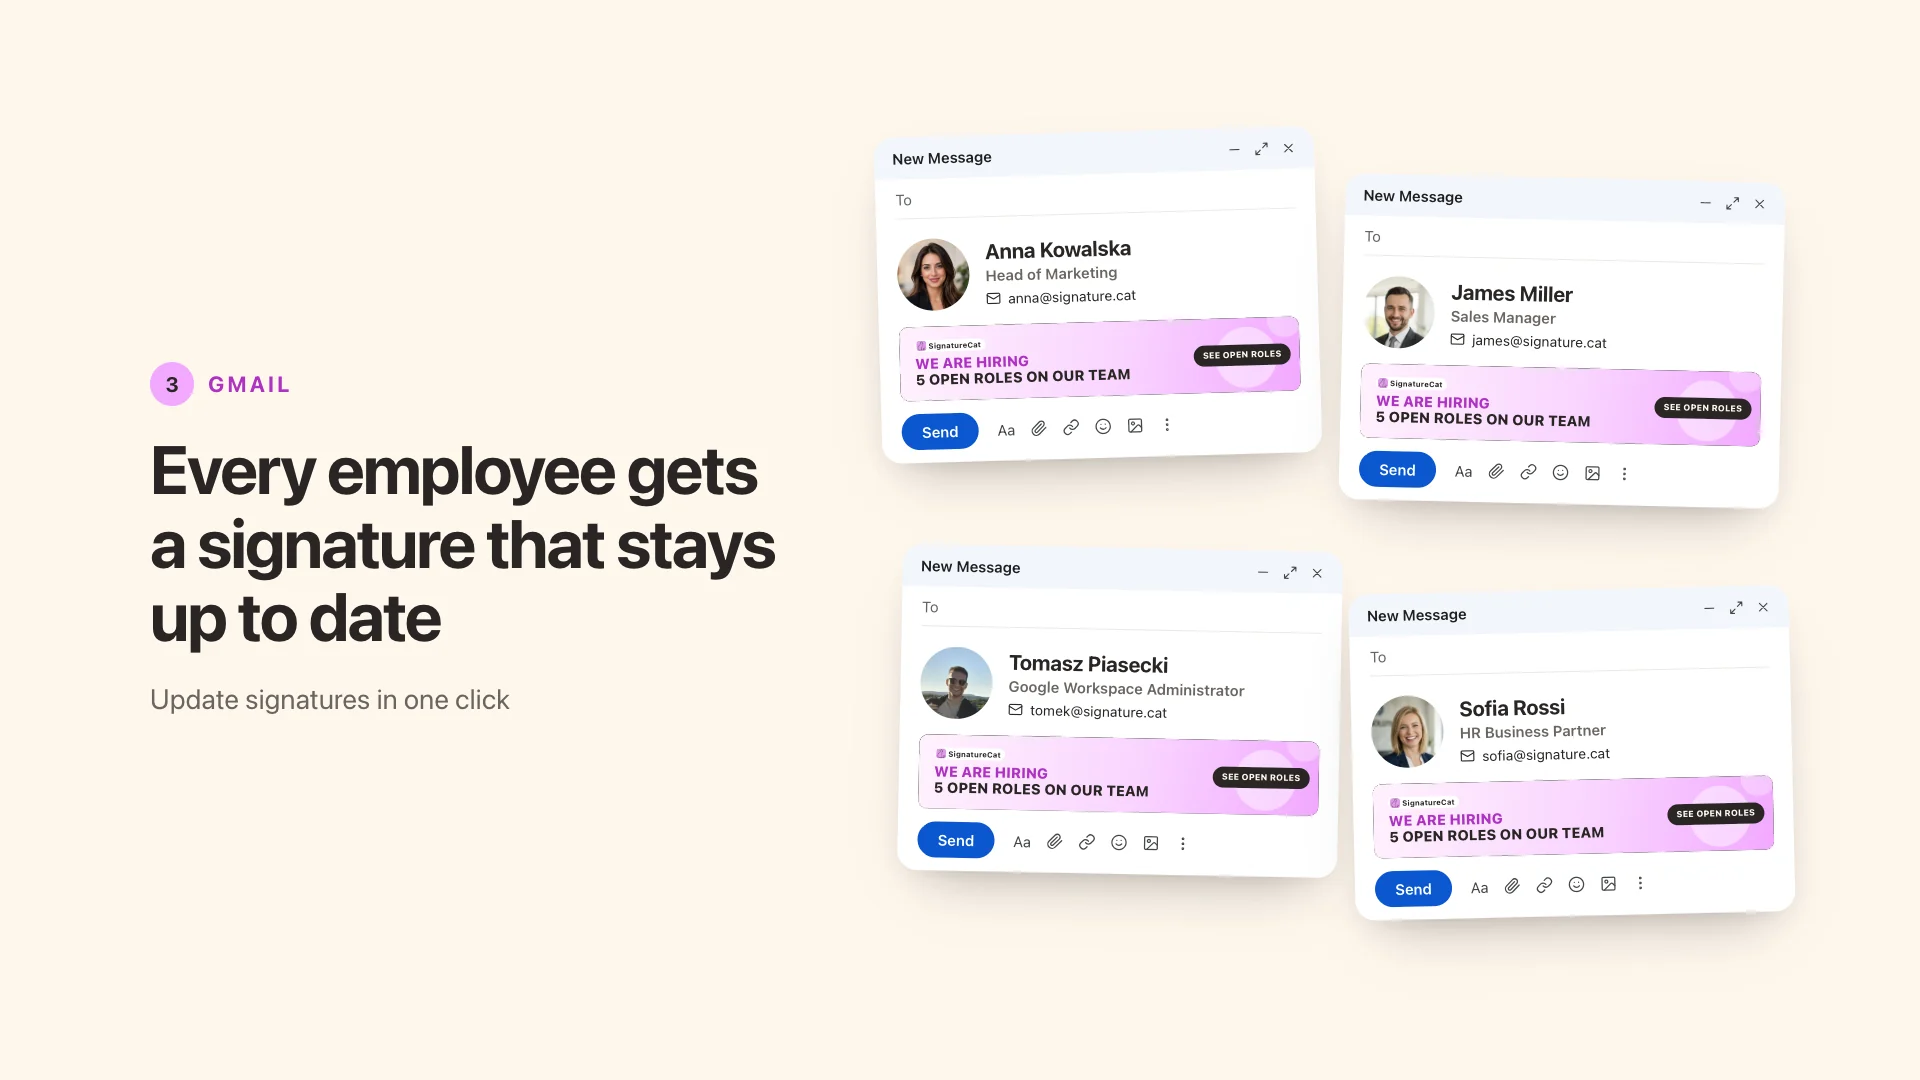 3 GMAIL
Every employee gets
a signature that stays
up to date
Update signatures in one click
New Message
To
Anna Kowalska
Head of Marketing
anna@signature.cat
SignatureCat
WE ARE HIRING
5 OPEN ROLES ON OUR TEAM
SEE OPEN ROLES
Send
Aa
New Message
To
James Miller
Sales Manager
james@signature.cat
SignatureCat
WE ARE HIRING
5 OPEN ROLES ON OUR TEAM
SEE OPEN ROLES
Send
Aa
New Message
To
Tomasz Piasecki
Google Workspace Administrator
tomek@signature.cat
SignatureCat
WE ARE HIRING
5 OPEN ROLES ON OUR TEAM
SEE OPEN ROLES
Send
Aa
New Message
To
Sofia Rossi
HR Business Partner
sofia@signature.cat
SignatureCat
WE ARE HIRING
5 OPEN ROLES ON OUR TEAM
SEE OPEN ROLES
Send
Aa